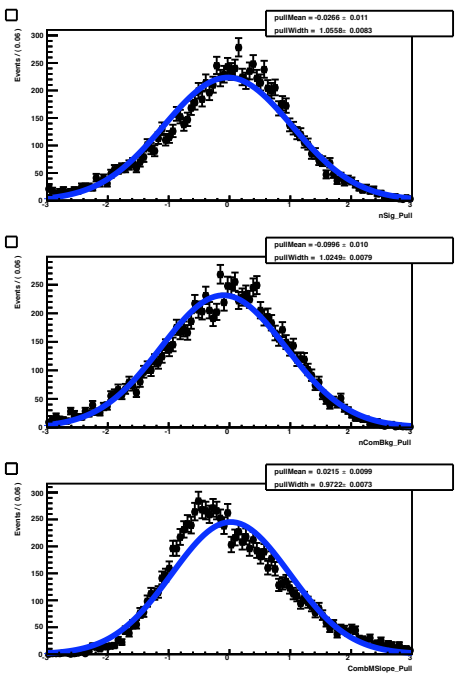 pullMean = -0.0266 ± 0.011
pullWidth = 1.0558± 0.0083
Events / ( 0.06 )
300
250
200
150
100
50
0
-3 -2 -1 0 1 2 3
nSig_Pull
pullMean = -0.0996 ± 0.010
pullWidth = 1.0249± 0.0079
Events / ( 0.06 )
250
200
150
100
50
0
-3 -2 -1 0 1 2 3
nComBkg_Pull
pullMean = 0.0215 ± 0.0099
pullWidth = 0.9722± 0.0073
Events / ( 0.06 )
300
250
200
150
100
50
0
-3 -2 -1 0 1 2 3
CombMSlope_Pull